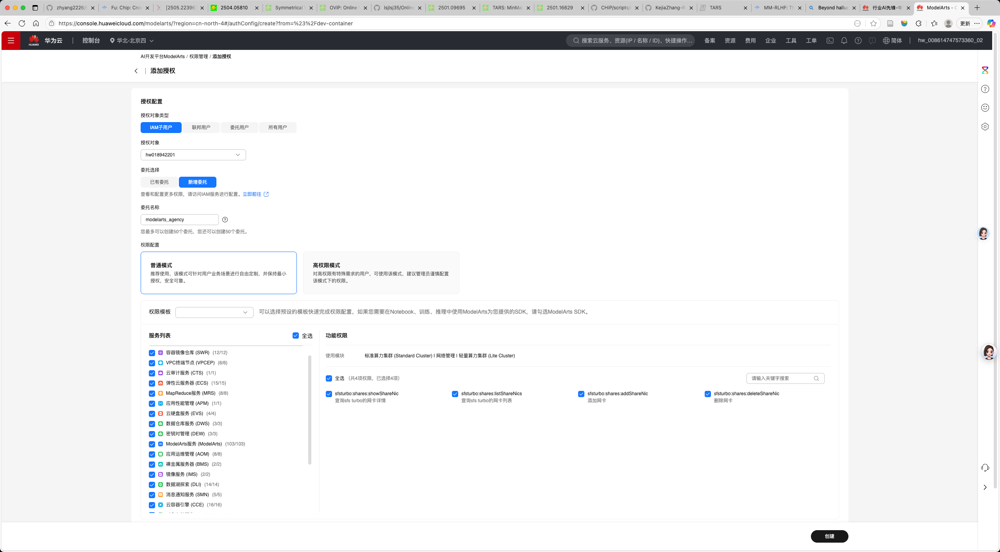 zhyang2226/
Fu: Chip: Cros
[2505.22396]
2504.05810
Symmetrical V
OViP: Online V
lsjlsj35/Online
2501.09695
TARS: MinMax
2501.16629
CHiP/scripts/
KejiaZhang-R
TARS
MM-RLHF: Th
Beyond halluc
行业AI先锋-华
ModelArts - C
https://console.huaweicloud.com/modelarts/?region=cn-north-4#/authConfig/create?from=%23%2Fdev-container
更新
HUAWEI
华为云
控制台
华北-北京四
搜索云服务、资源(IP / 名称 / ID)、快捷操作…
备案
资源
费用
企业
工具
工单
简体
hw_008614747573360_02
AI开发平台ModelArts / 权限管理 / 添加授权
添加授权
授权配置
授权对象类型
IAM子用户
联邦用户
委托用户
所有用户
授权对象
hw018942201
委托选择
已有委托
新增委托
查看和配置更多权限，请访问IAM服务进行配置。立即前往
委托名称
modelarts_agency
您最多可以创建50个委托，您还可以创建50个委托。
权限配置
普通模式
推荐使用，该模式可针对用户业务场景进行自由定制，并保持最小
授权，安全可靠。
高权限模式
对高权限有特殊需求的用户，可使用该模式，建议管理员谨慎配置
该模式下的权限。
权限模板
可以选择预设的模板快速完成权限配置，如果您需要在Notebook、训练、推理中使用ModelArts为您提供的SDK，请勾选ModelArts SDK。
服务列表
全选
容器镜像仓库 (SWR) (12/12)
VPC终端节点 (VPCEP) (6/6)
云审计服务 (CTS) (1/1)
弹性云服务器 (ECS) (15/15)
MapReduce服务 (MRS) (8/8)
应用性能管理 (APM) (1/1)
云硬盘服务 (EVS) (4/4)
数据仓库服务 (DWS) (3/3)
密钥对管理 (DEW) (3/3)
ModelArts服务 (ModelArts) (103/103)
应用运维管理 (AOM) (8/8)
裸金属服务器 (BMS) (2/2)
镜像服务 (IMS) (2/2)
数据湖探索 (DLI) (14/14)
消息通知服务 (SMN) (5/5)
云容器引擎 (CCE) (16/16)
功能权限
使用模块
标准算力集群 (Standard Cluster) | 网络管理 | 轻量算力集群 (Lite Cluster)
全选 （共4项权限，已选择4项）
请输入关键字搜索
sfsturbo:shares:showShareNic
查询sfs turbo的网卡详情
sfsturbo:shares:listShareNics
查询sfs turbo的网卡列表
sfsturbo:shares:addShareNic
添加网卡
sfsturbo:shares:deleteShareNic
删除网卡
创建